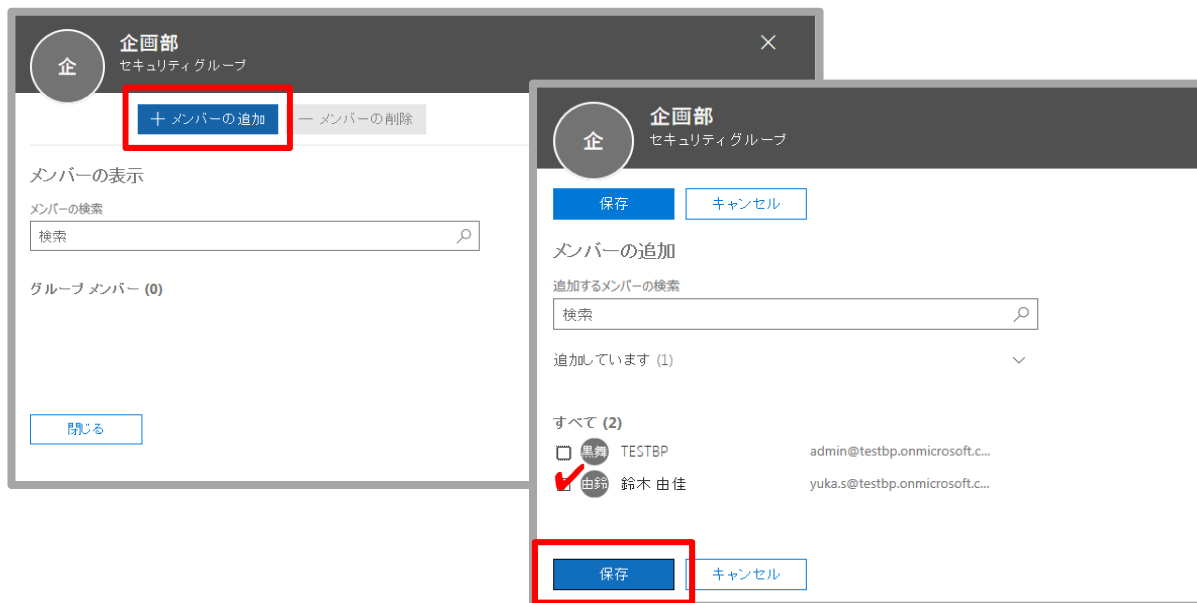 企画部
企
セキュリティグループ
＋ メンバーの追加
― メンバーの削除
メンバーの表示
メンバーの検索
検索
グループ メンバー (0)
閉じる
企画部
企
セキュリティグループ
保存
キャンセル
メンバーの追加
追加するメンバーの検索
検索
追加しています (1)
すべて (2)
黒舞 TESTBP admin@testbp.onmicrosoft.c...
由鈴 鈴木 由佳 yuka.s@testbp.onmicrosoft.c...
保存
キャンセル